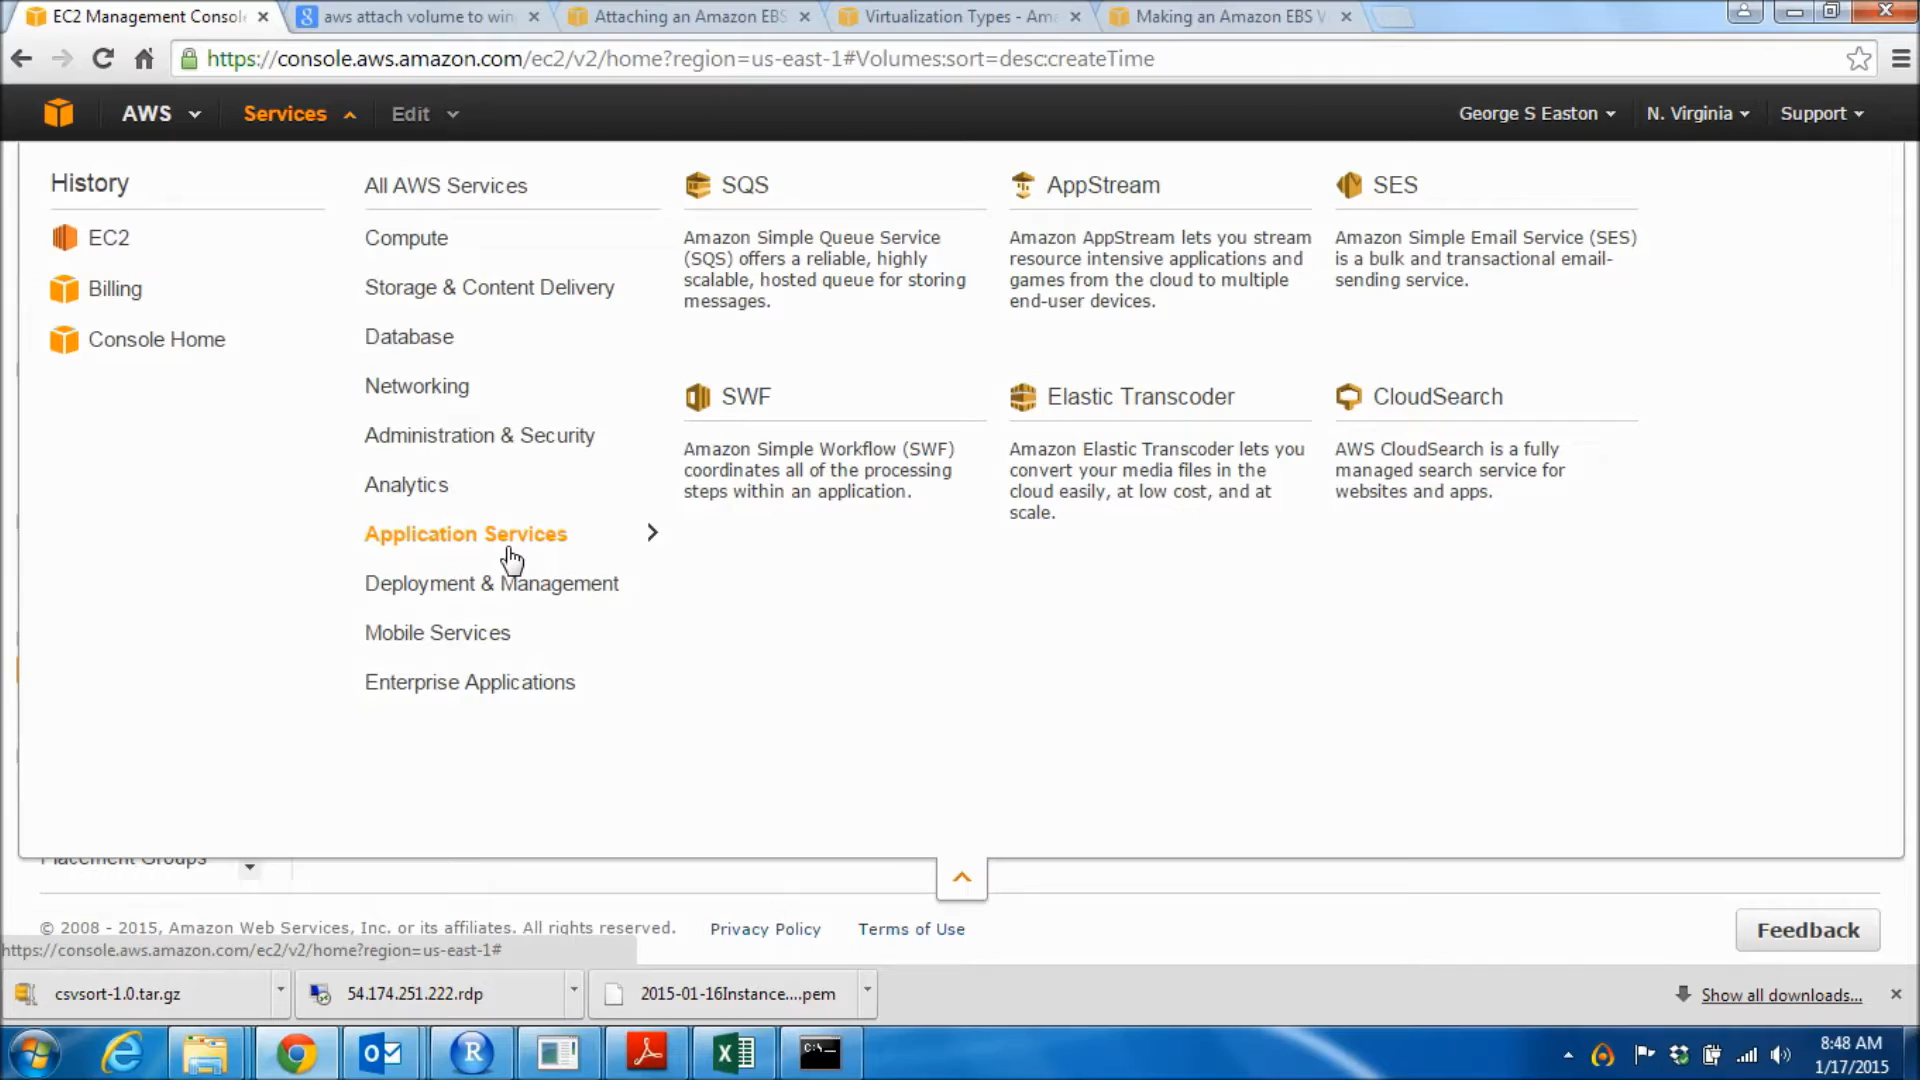 EC2 Management Consol
aws attach volume to win
Attaching an Amazon EBS
Virtualization Types - Ama
Making an Amazon EBS V
https://console.aws.amazon.com/ec2/v2/home?region=us-east-1#Volumes:sort=desc:createTime
AWS
Services
Edit
George S Easton
N. Virginia
Support
History
EC2
Billing
Console Home
All AWS Services
Compute
Storage & Content Delivery
Database
Networking
Administration & Security
Analytics
Application Services
Deployment & Management
Mobile Services
Enterprise Applications
SQS
Amazon Simple Queue Service
(SQS) offers a reliable, highly
scalable, hosted queue for storing
messages.
AppStream
Amazon AppStream lets you stream
resource intensive applications and
games from the cloud to multiple
end-user devices.
SES
Amazon Simple Email Service (SES)
is a bulk and transactional email-
sending service.
SWF
Amazon Simple Workflow (SWF)
coordinates all of the processing
steps within an application.
Elastic Transcoder
Amazon Elastic Transcoder lets you
convert your media files in the
cloud easily, at low cost, and at
scale.
CloudSearch
AWS CloudSearch is a fully
managed search service for
websites and apps.
Placement Groups
© 2008 - 2015, Amazon Web Services, Inc. or its affiliates. All rights reserved.
Privacy Policy
Terms of Use
Feedback
https://console.aws.amazon.com/ec2/v2/home?region=us-east-1#
csvsort-1.0.tar.gz
54.174.251.222.rdp
2015-01-16Instance....pem
Show all downloads...
8:48 AM
1/17/2015